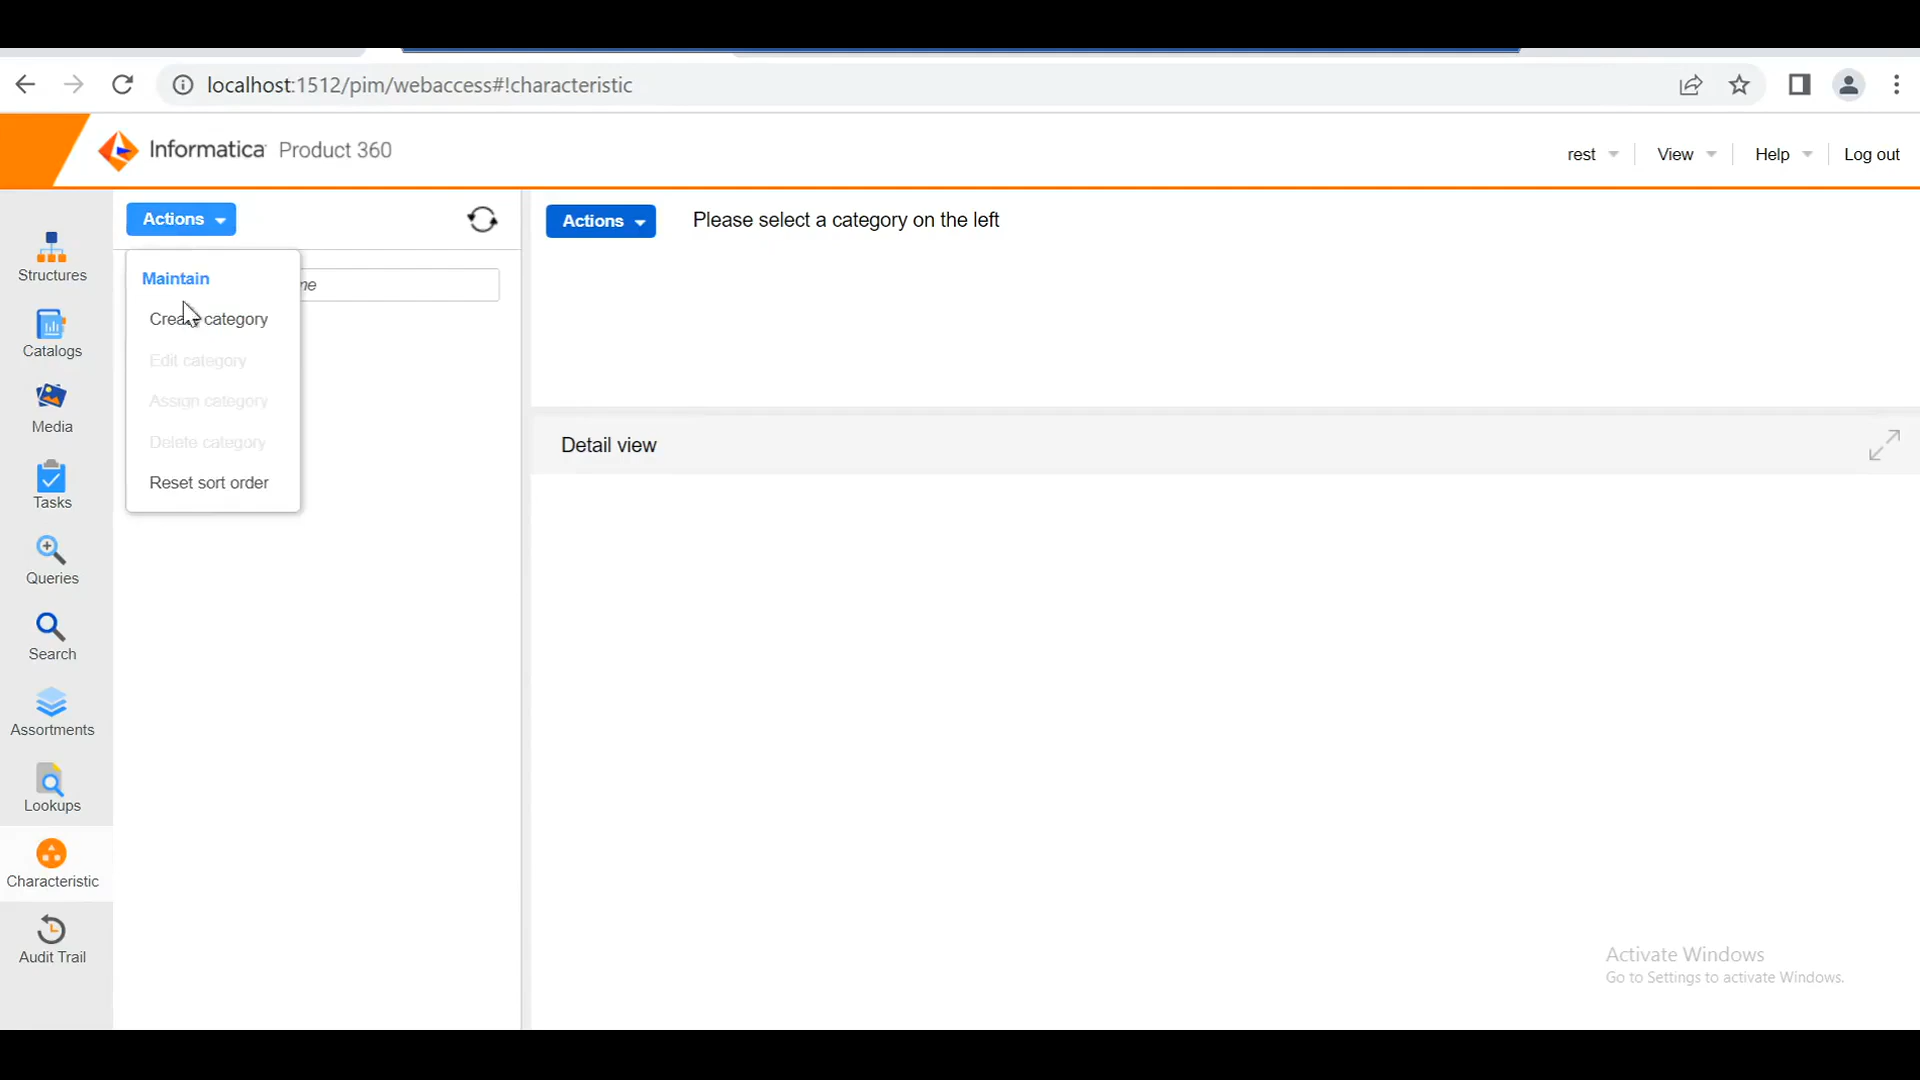 localhost:1512/pim/webaccess#!characteristic
Informatica Product 360
rest
View
Help
Log out
Actions
Actions
Please select a category on the left
Maintain
me
Create category
Edit category
Assign category
Delete category
Reset sort order
Structures
Catalogs
Media
Tasks
Queries
Search
Assortments
Lookups
Characteristic
Audit Trail
Detail view
Activate Windows
Go to Settings to activate Windows.